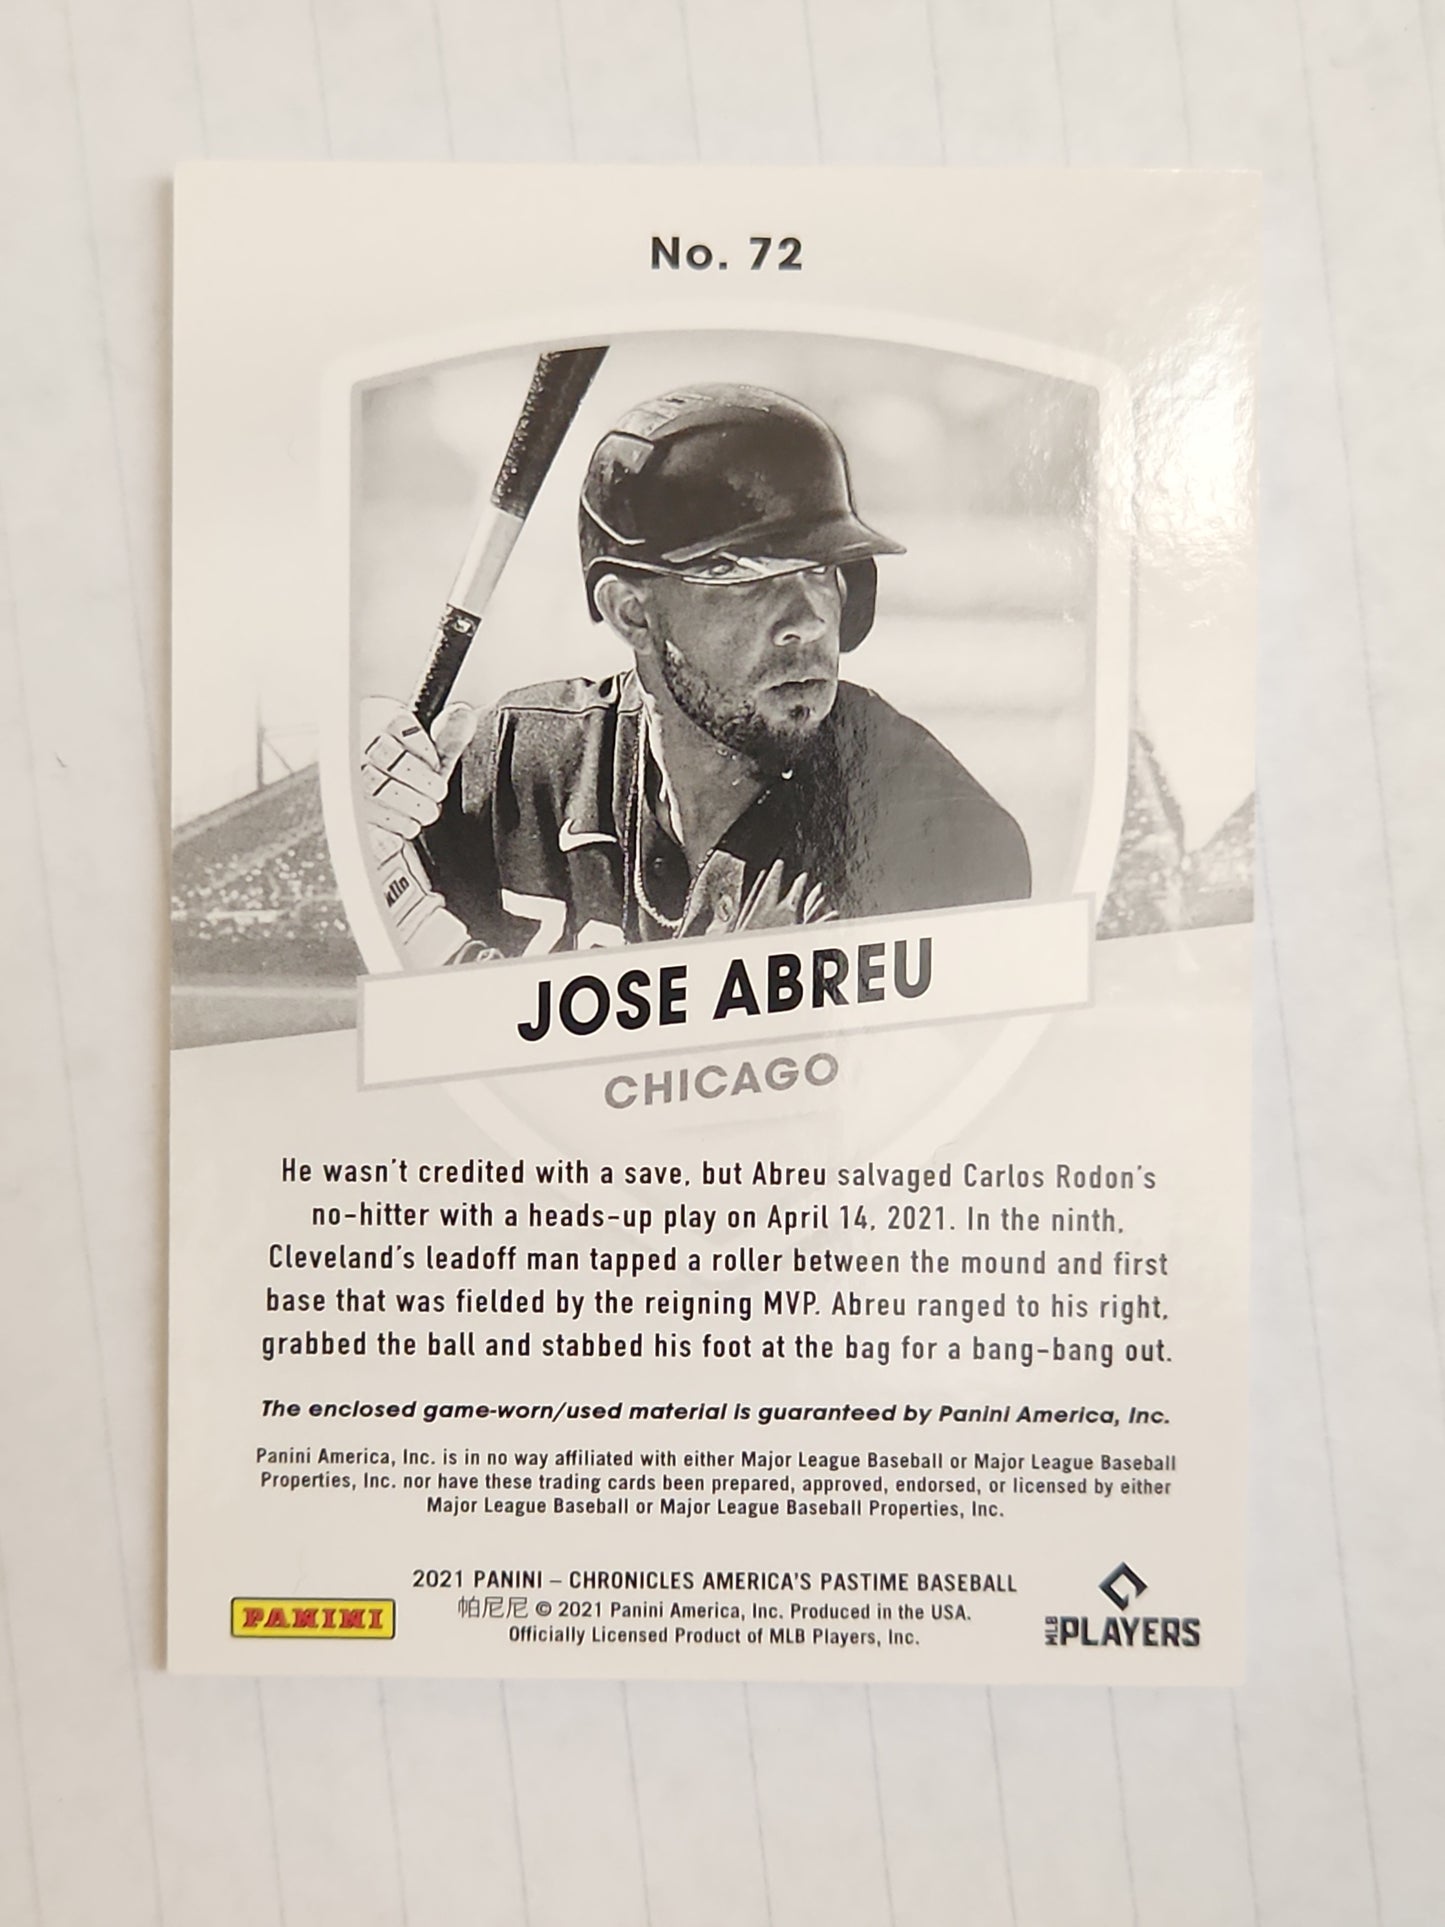 No. 72
klin
7
JOSE ABREU
CHICAGO
He wasn't credited with a save, but Abreu salvaged Carlos Rodon's
no-hitter with a heads-up play on April 14, 2021. In the ninth,
Cleveland's leadoff man tapped a roller between the mound and first
base that was fielded by the reigning MVP. Abreu ranged to his right,
grabbed the ball and stabbed his foot at the bag for a bang-bang out.
The enclosed game-worn/used material is guaranteed by Panini America, Inc.
Panini America, Inc. is in no way affiliated with either Major League Baseball or Major League Baseball
Properties, Inc. nor have these trading cards been prepared, approved, endorsed, or licensed by either
Major League Baseball or Major League Baseball Properties, Inc.
2021 PANINI – CHRONICLES AMERICA'S PASTIME BASEBALL
帕尼尼 © 2021 Panini America, Inc. Produced in the USA.
Officially Licensed Product of MLB Players, Inc.
PANINI
MLB PLAYERS